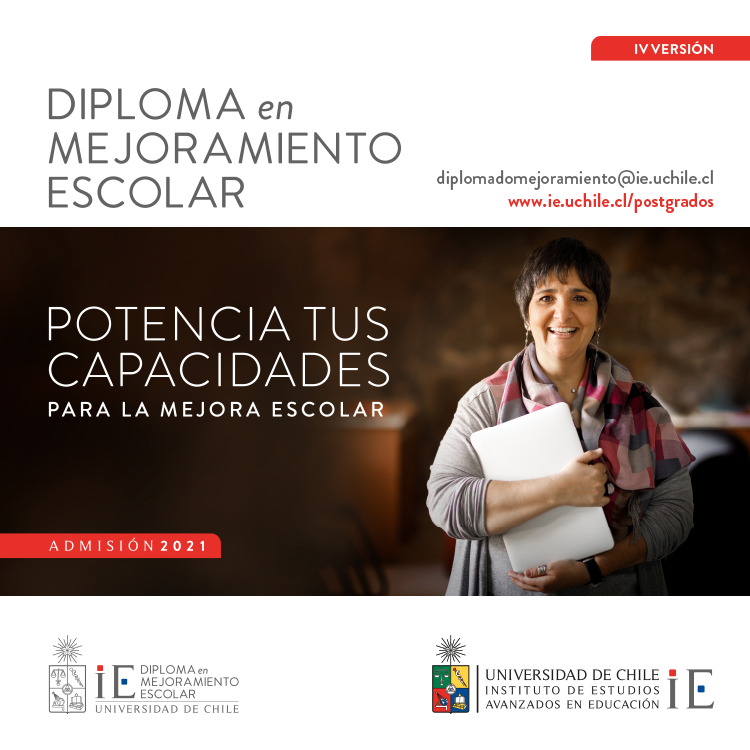 IV VERSIÓN
DIPLOMA en
MEJORAMIENTO
ESCOLAR
diplomadomejoramiento@ie.uchile.cl
www.ie.uchile.cl/postgrados
POTENCIA TUS
CAPACIDADES
PARA LA MEJORA ESCOLAR
ADMISIÓN 2021
iE
DIPLOMA en
MEJORAMIENTO
ESCOLAR
UNIVERSIDAD DE CHILE
UNIVERSIDAD DE CHILE
INSTITUTO DE ESTUDIOS
AVANZADOS EN EDUCACIÓN
iE